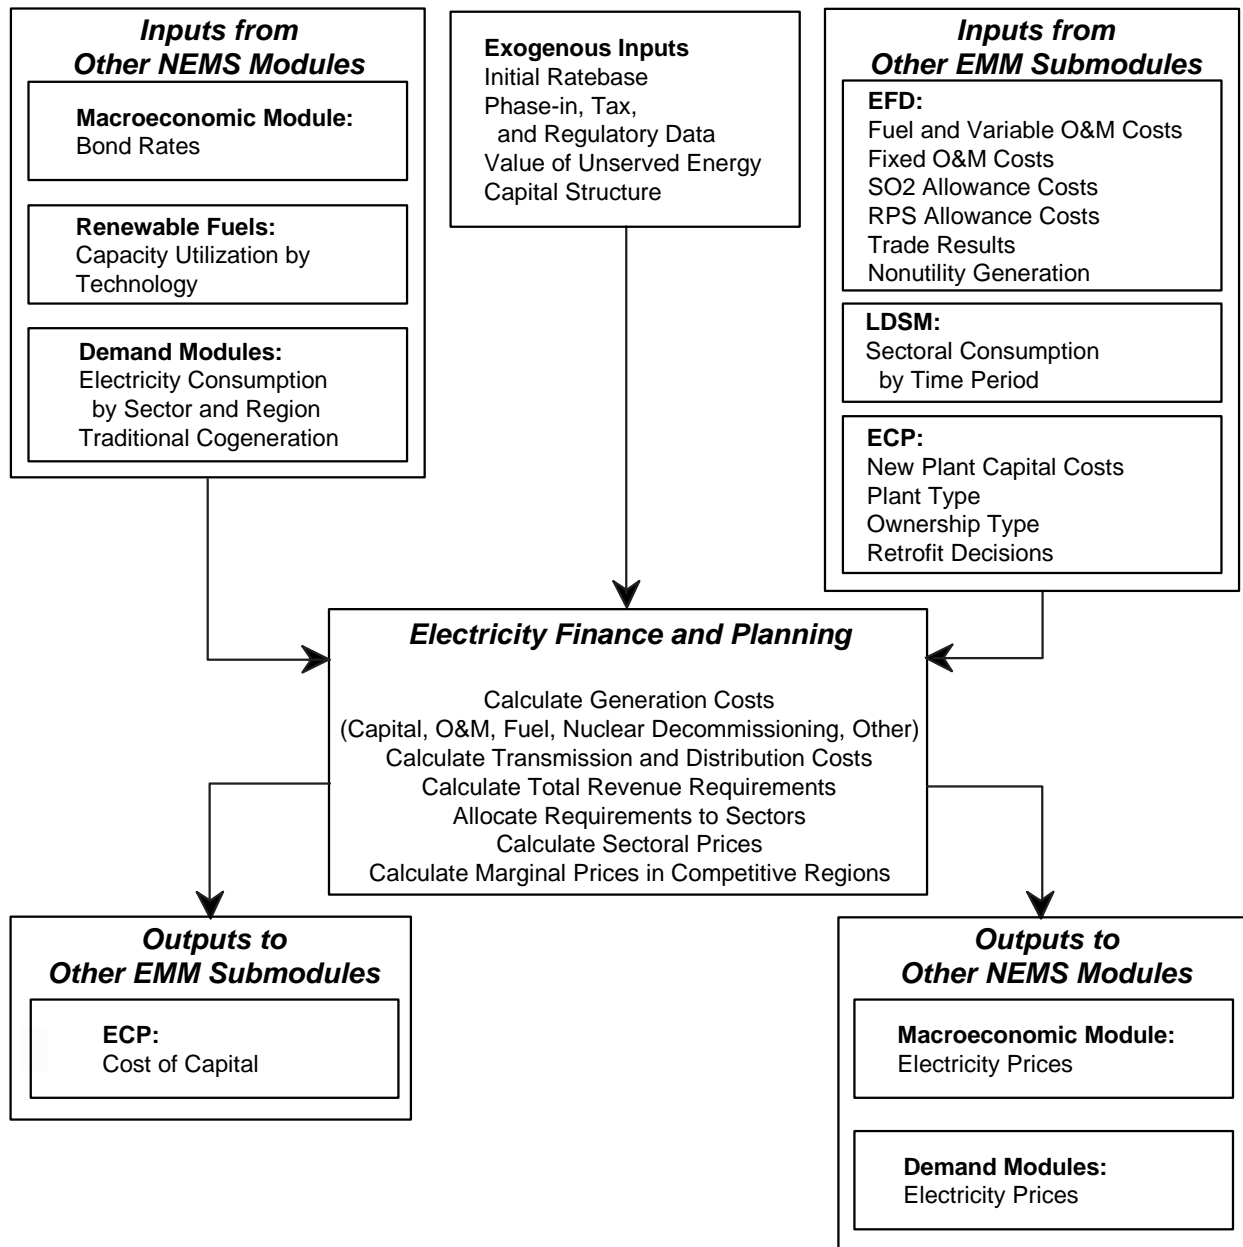 Inputs from
Other NEMS Modules
Macroeconomic Module:
Bond Rates
Renewable Fuels:
Capacity Utilization by
Technology
Demand Modules:
Electricity Consumption
by Sector and Region
Traditional Cogeneration
Exogenous Inputs
Initial Ratebase
Phase-in, Tax,
and Regulatory Data
Value of Unserved Energy
Capital Structure
Inputs from
Other EMM Submodules
EFD:
Fuel and Variable O&M Costs
Fixed O&M Costs
SO2 Allowance Costs
RPS Allowance Costs
Trade Results
Nonutility Generation
LDSM:
Sectoral Consumption
by Time Period
ECP:
New Plant Capital Costs
Plant Type
Ownership Type
Retrofit Decisions
Electricity Finance and Planning
Calculate Generation Costs
(Capital, O&M, Fuel, Nuclear Decommissioning, Other)
Calculate Transmission and Distribution Costs
Calculate Total Revenue Requirements
Allocate Requirements to Sectors
Calculate Sectoral Prices
Calculate Marginal Prices in Competitive Regions
Outputs to
Other EMM Submodules
ECP:
Cost of Capital
Outputs to
Other NEMS Modules
Macroeconomic Module:
Electricity Prices
Demand Modules:
Electricity Prices